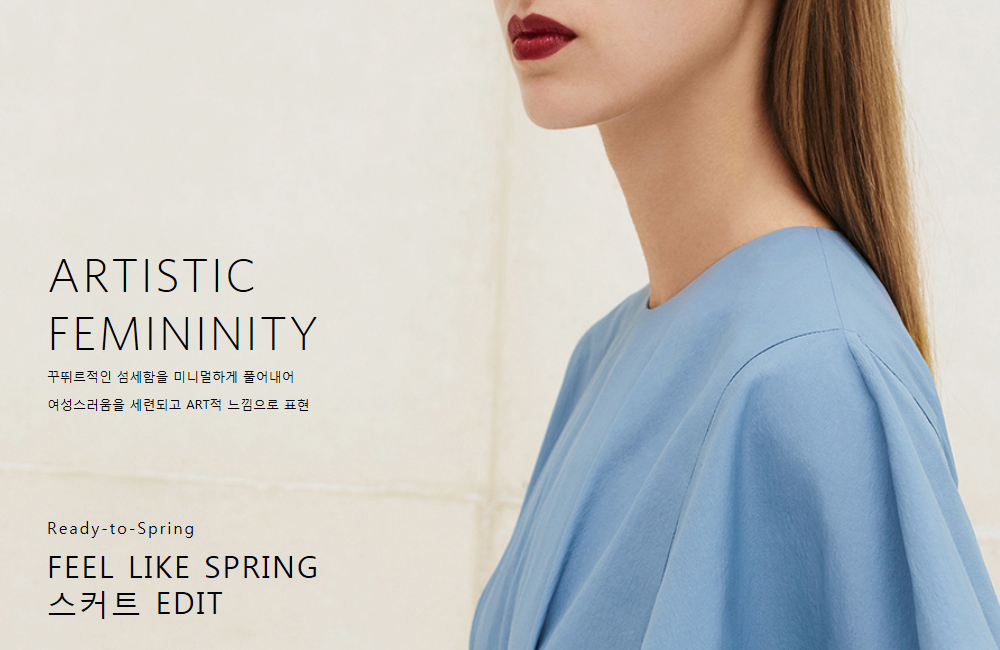 ARTISTIC
FEMININITY
꾸뛰르적인 섬세함을 미니멀하게 풀어내어
여성스러움을 세련되고 ART적 느낌으로 표현
Ready-to-Spring
FEEL LIKE SPRING
스커트 EDIT